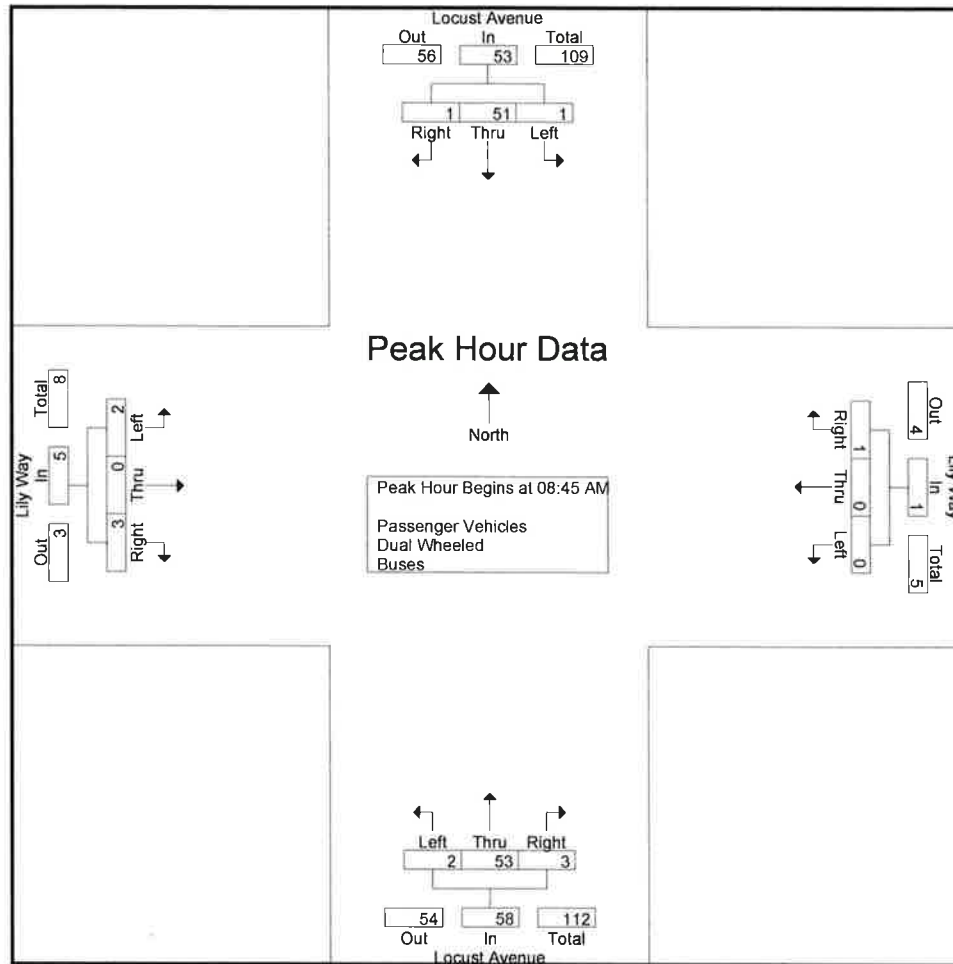 Locust Avenue
Out In Total
56 53 109
1 51 1
Right Thru Left
Peak Hour Data
North
Peak Hour Begins at 08:45 AM
Passenger Vehicles
Dual Wheeled
Buses
Lily Way
Out In Total
3 5 8
Right Thru Left
3 0 2
Lily Way
Out In Total
4 1 5
Right Thru Left
1 0 0
Left Thru Right
2 53 3
54 58 112
Out In Total
Locust Avenue